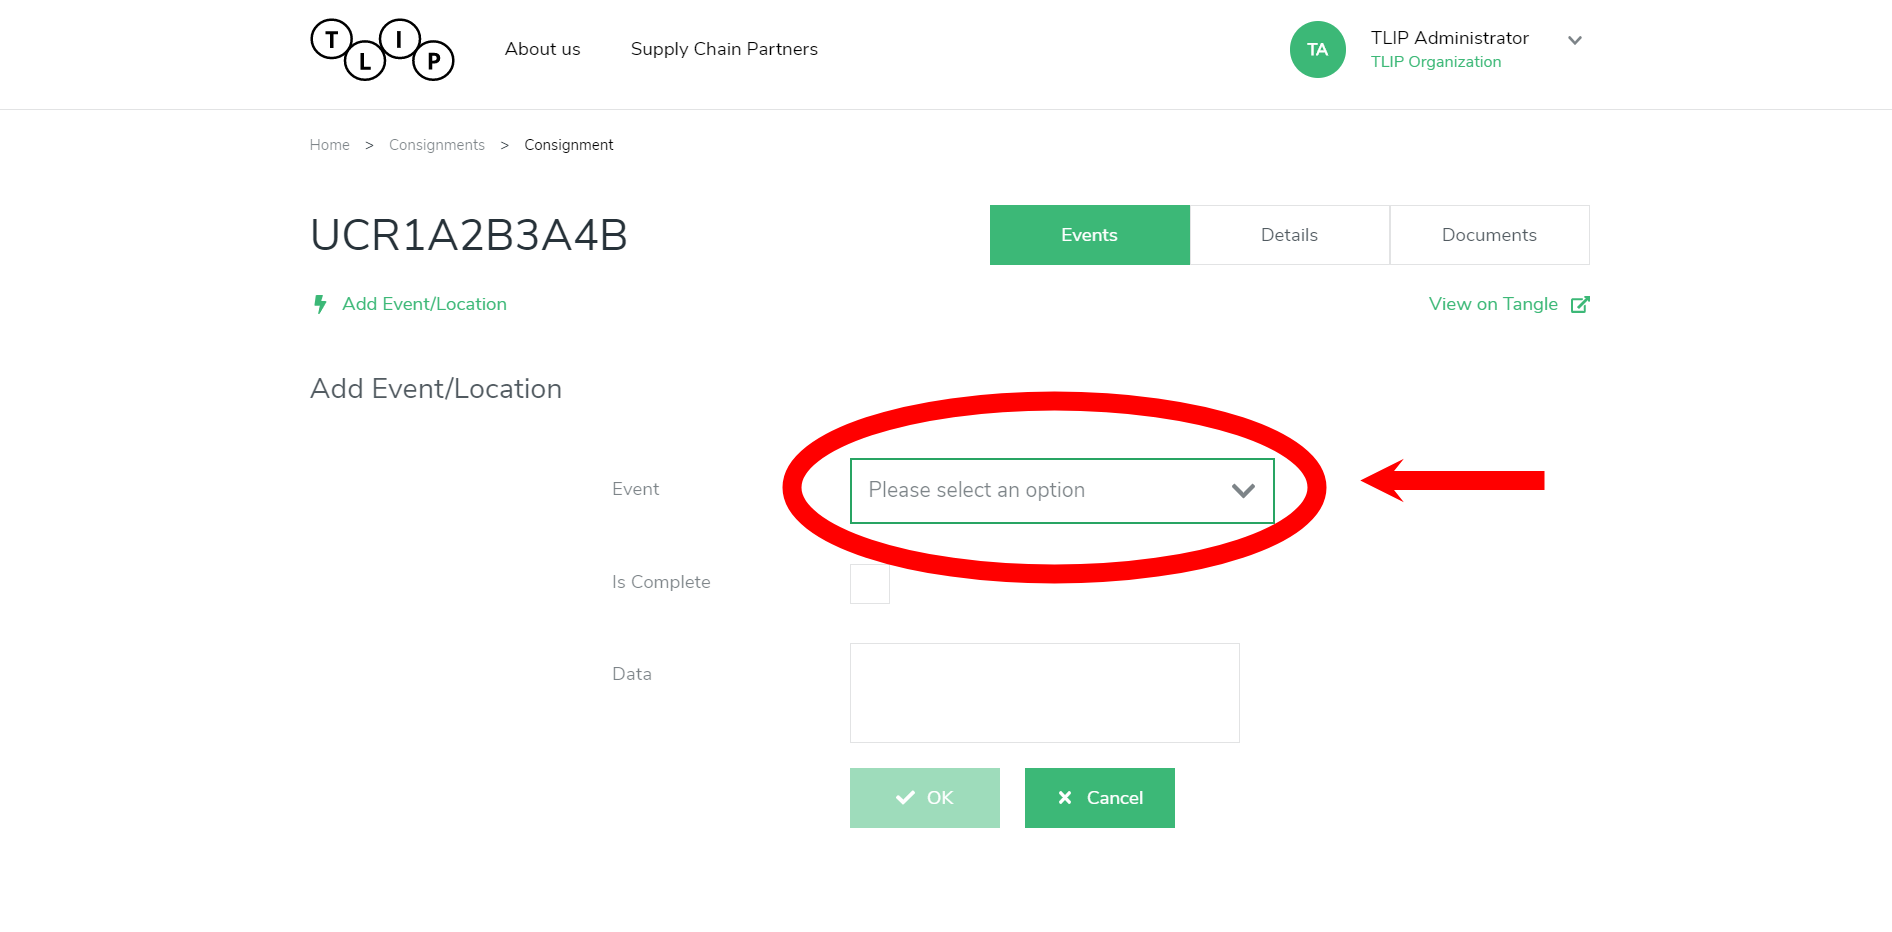 TLIP
About us
Supply Chain Partners
TA
TLIP Administrator
TLIP Organization
Home > Consignments > Consignment
UCR1A2B3A4B
Events
Details
Documents
Add Event/Location
View on Tangle
Add Event/Location
Event
Please select an option
Is Complete
Data
OK
Cancel